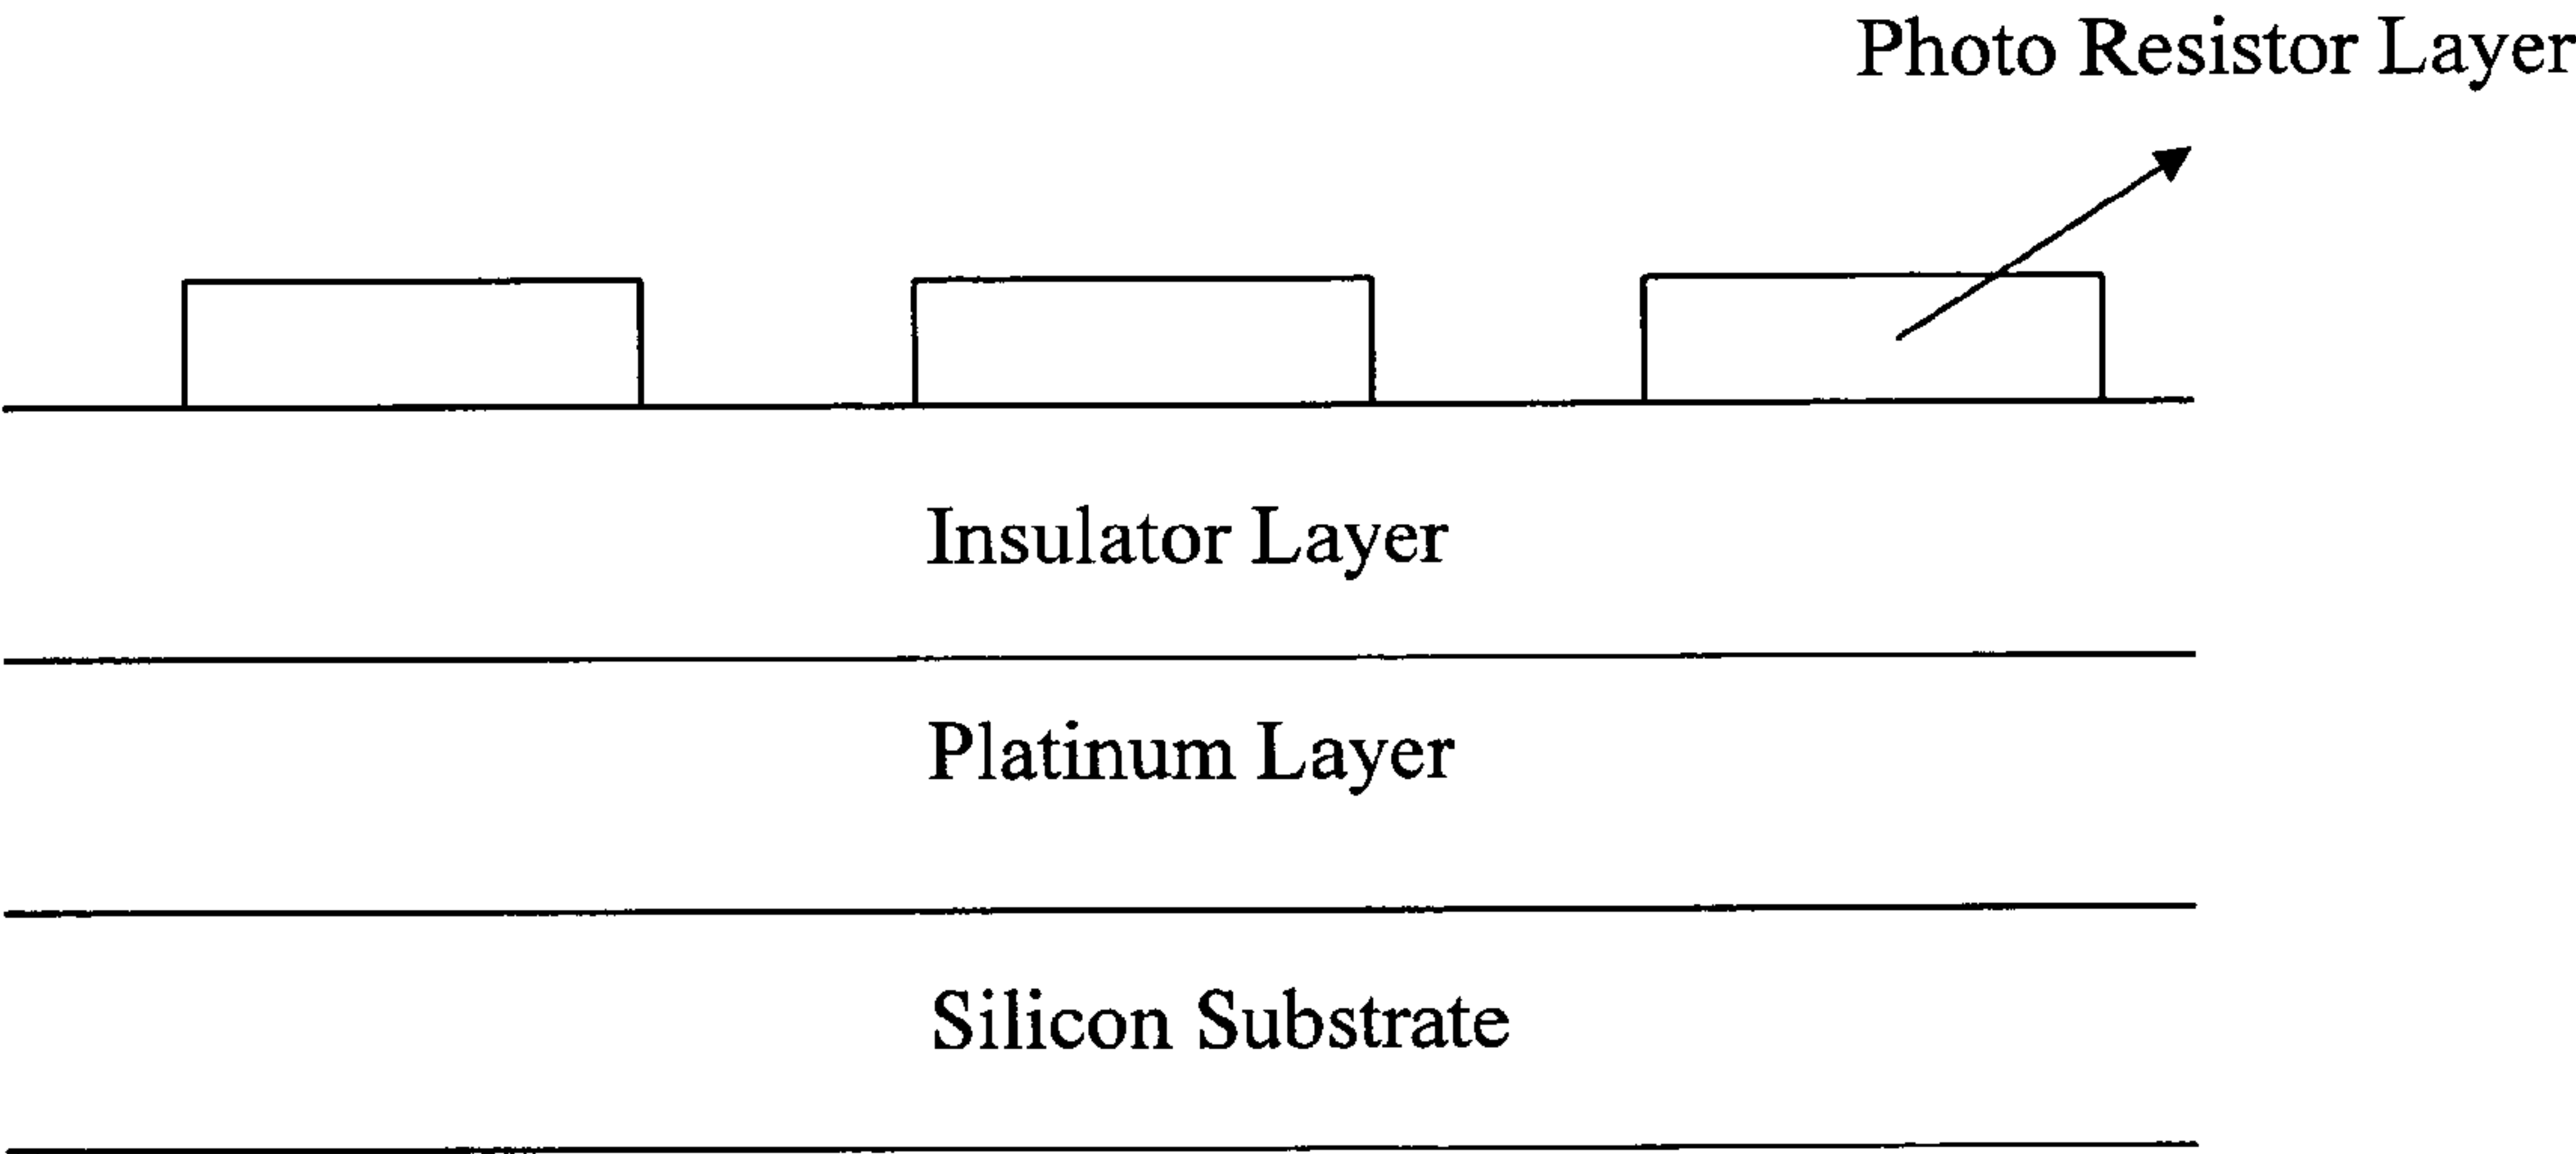 Photo Resistor Layer
Insulator Layer
Platinum Layer
Silicon Substrate